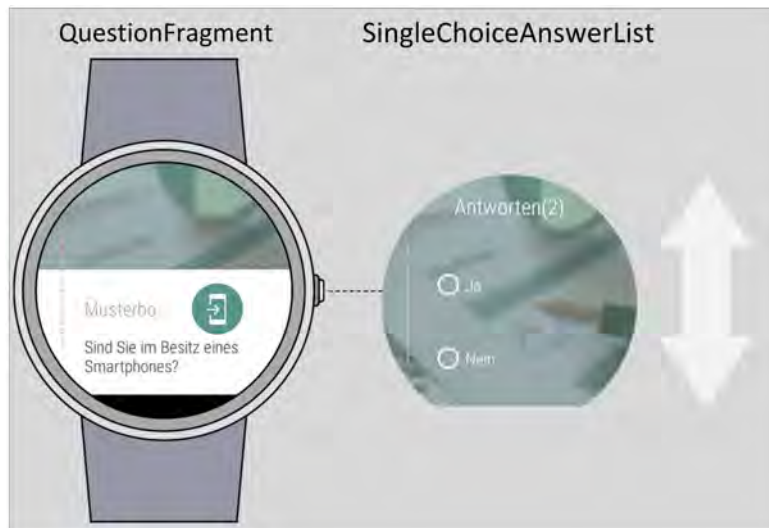 QuestionFragment
SingleChoiceAnswerList
Musterbo
Sind Sie im Besitz eines
Smartphones?
Antworten(2)
Ja
Nein